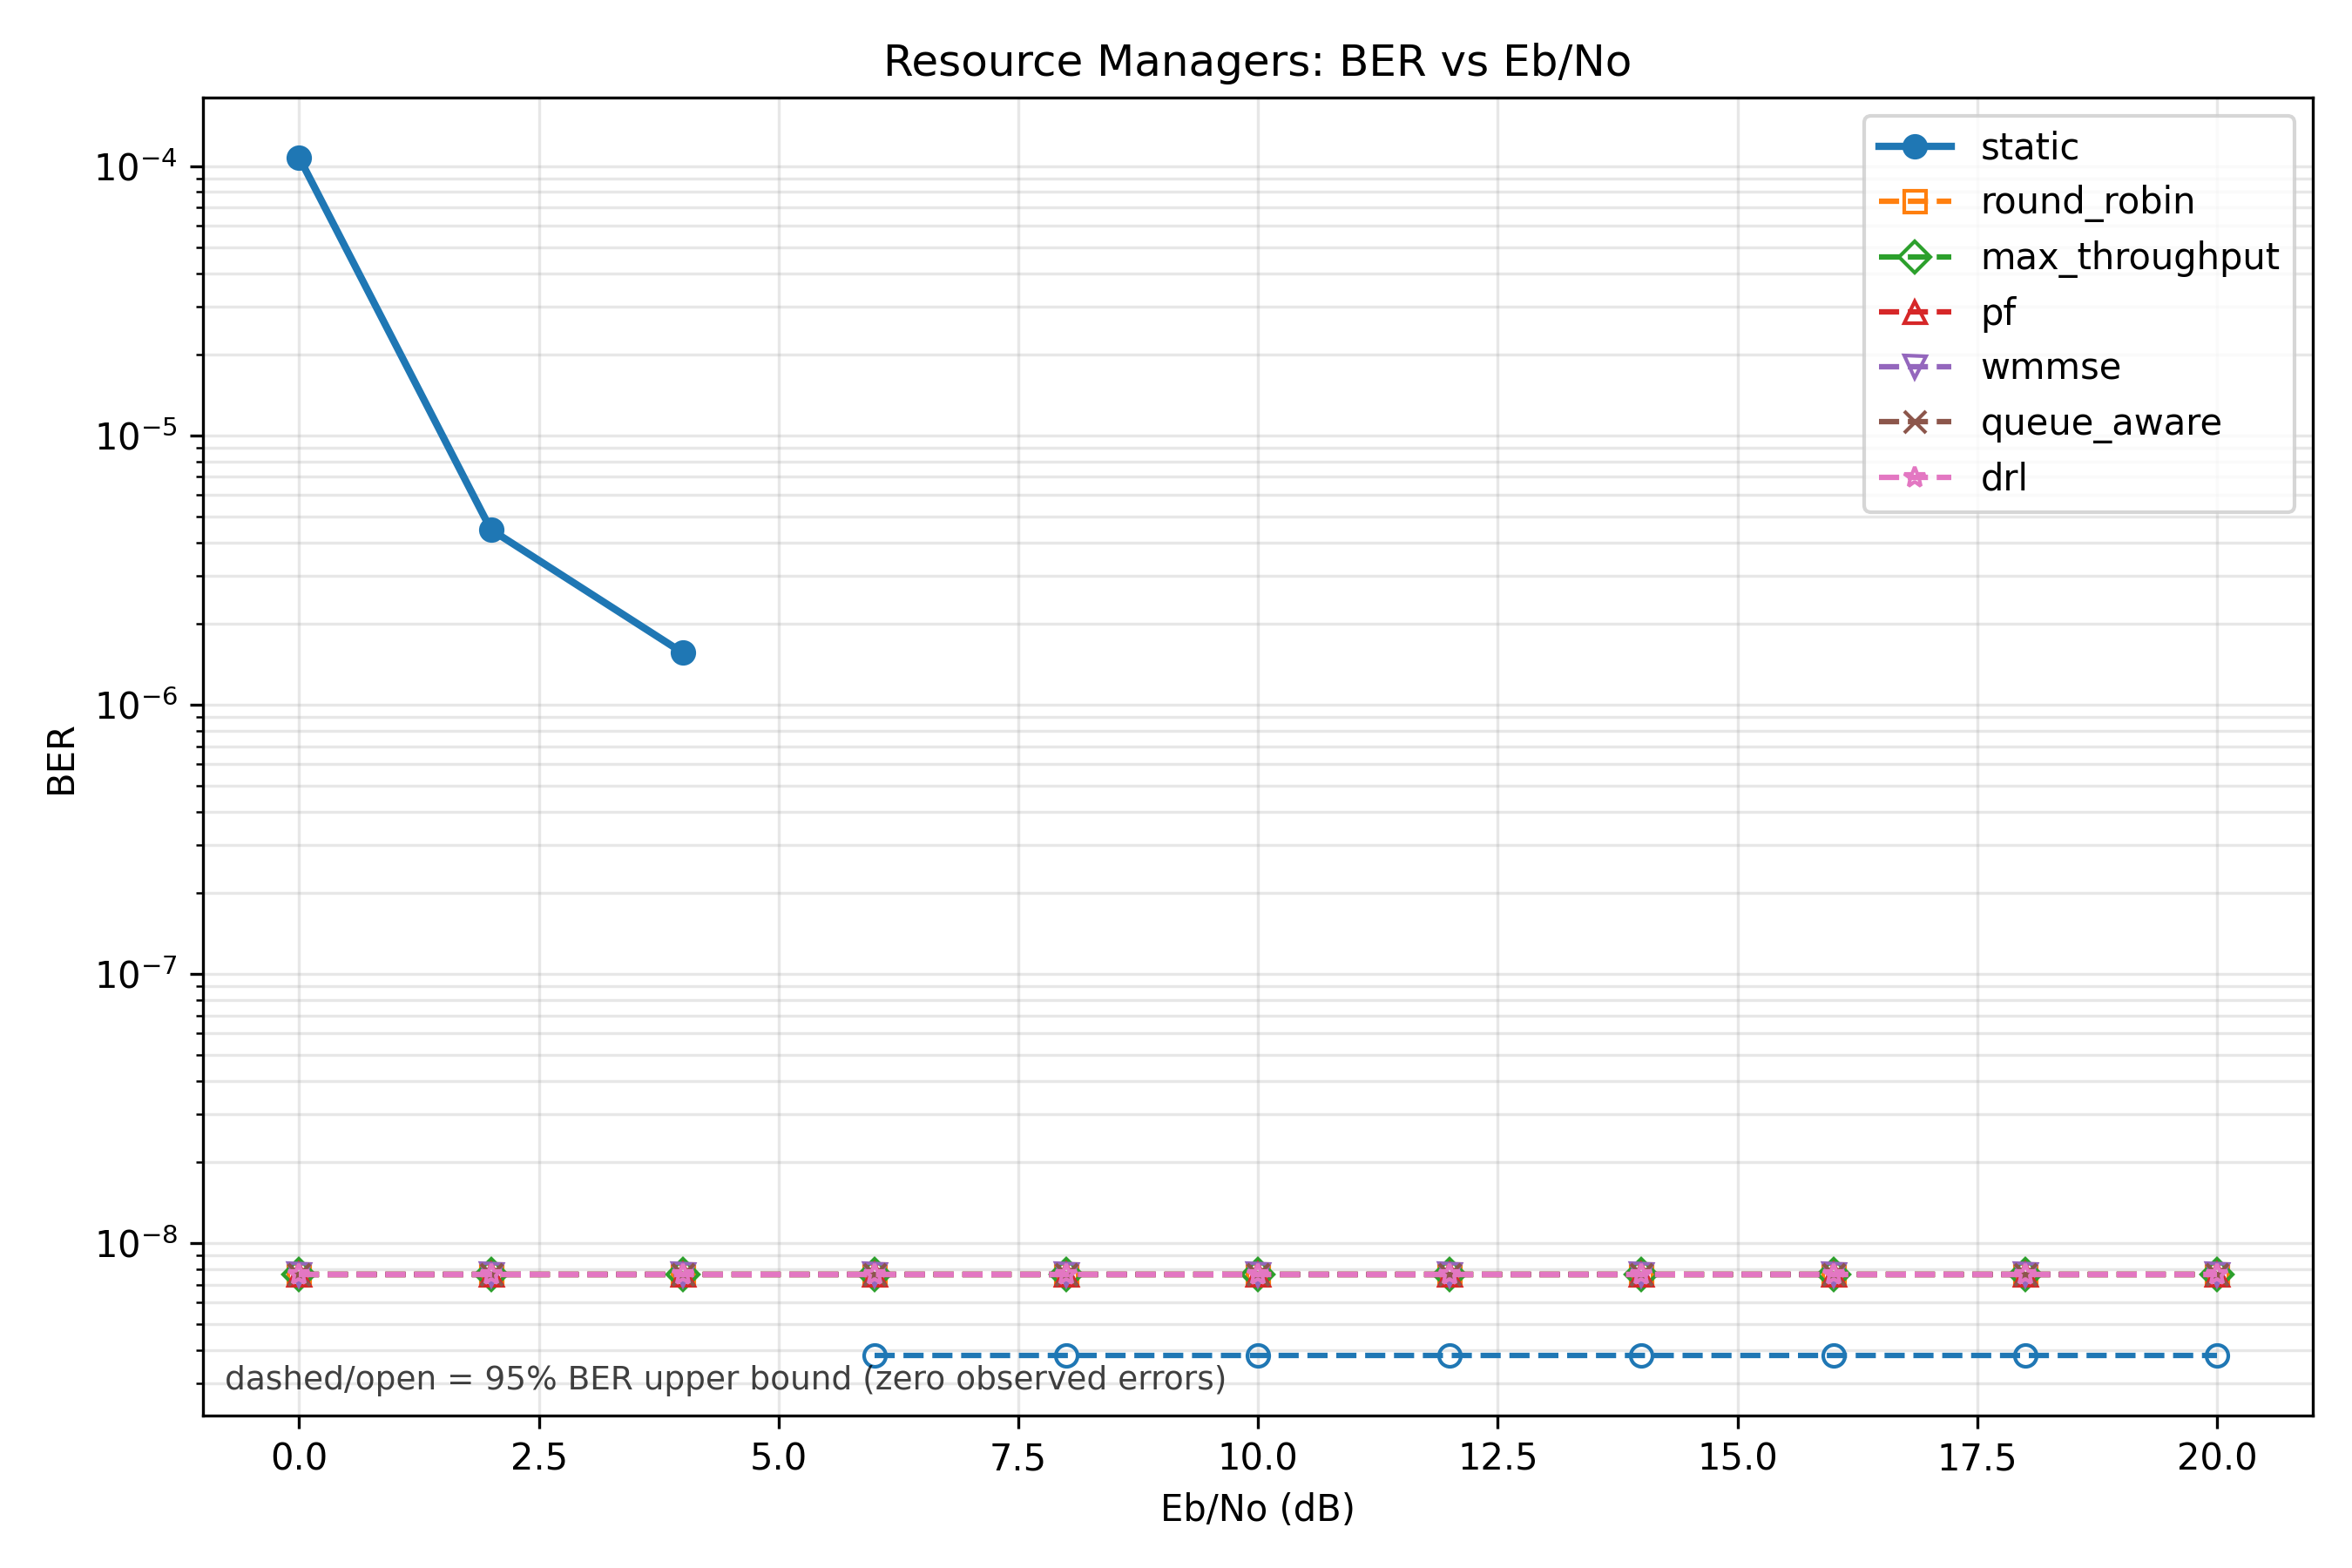 Resource Managers: BER vs Eb/No
static
round_robin
max_throughput
pf
wmmse
queue_aware
drl
10⁻⁴
10⁻⁵
10⁻⁶
10⁻⁷
10⁻⁸
BER
dashed/open = 95% BER upper bound (zero observed errors)
0.0 2.5 5.0 7.5 10.0 12.5 15.0 17.5 20.0
Eb/No (dB)